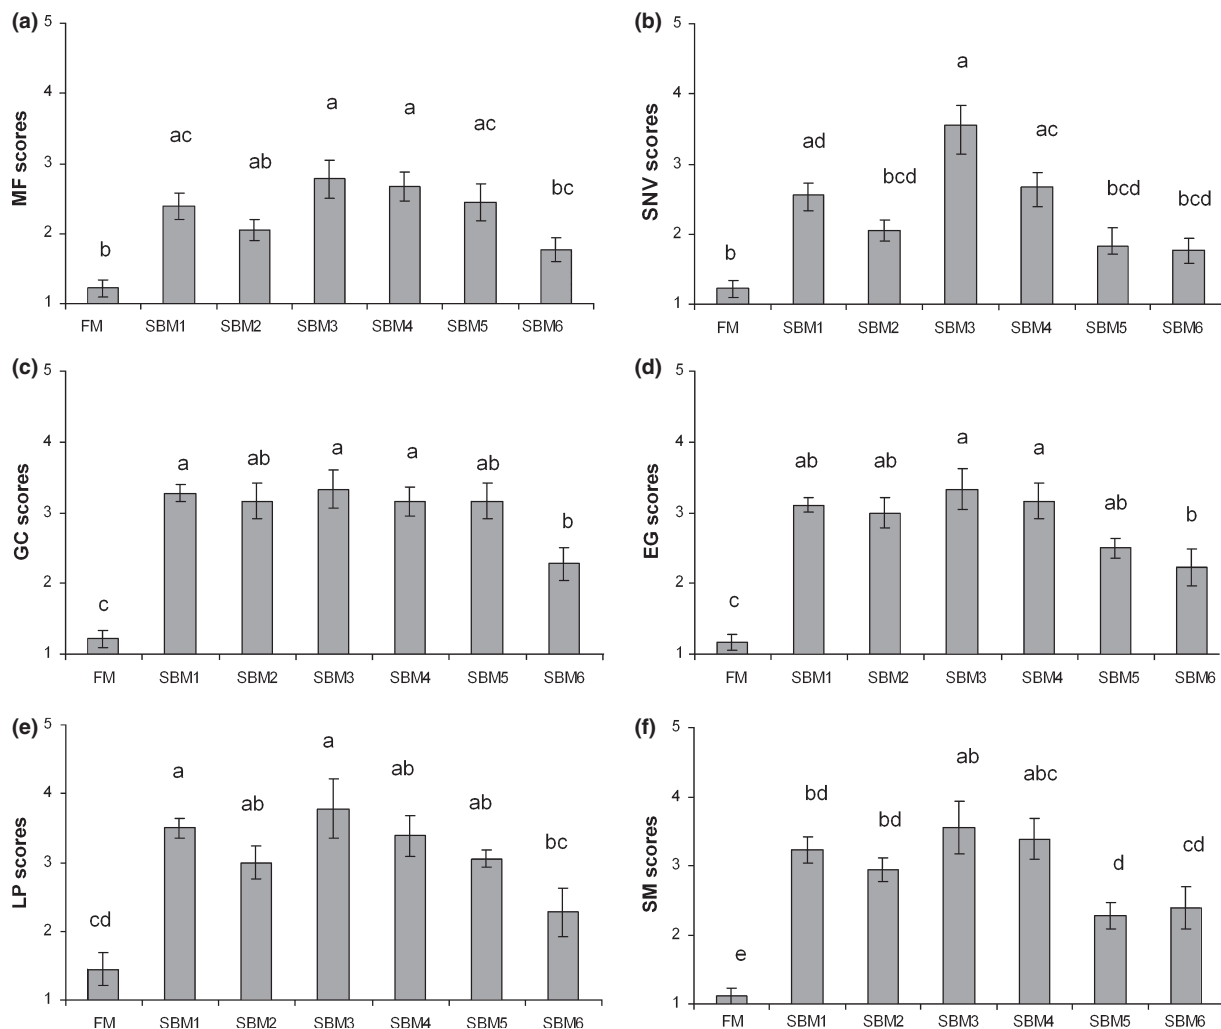 (a)
MF scores
5
4
3
2
1
b
ac
ab
a
a
ac
bc
FM SBM1 SBM2 SBM3 SBM4 SBM5 SBM6
(b)
SNV scores
5
4
3
2
1
b
ad
bcd
a
ac
bcd
bcd
FM SBM1 SBM2 SBM3 SBM4 SBM5 SBM6
(c)
GC scores
5
4
3
2
1
c
a
ab
a
a
ab
b
FM SBM1 SBM2 SBM3 SBM4 SBM5 SBM6
(d)
EG scores
5
4
3
2
1
c
ab
ab
a
a
ab
b
FM SBM1 SBM2 SBM3 SBM4 SBM5 SBM6
(e)
LP scores
5
4
3
2
1
cd
a
ab
a
ab
ab
bc
FM SBM1 SBM2 SBM3 SBM4 SBM5 SBM6
(f)
SM scores
5
4
3
2
1
e
bd
bd
ab
abc
d
cd
FM SBM1 SBM2 SBM3 SBM4 SBM5 SBM6